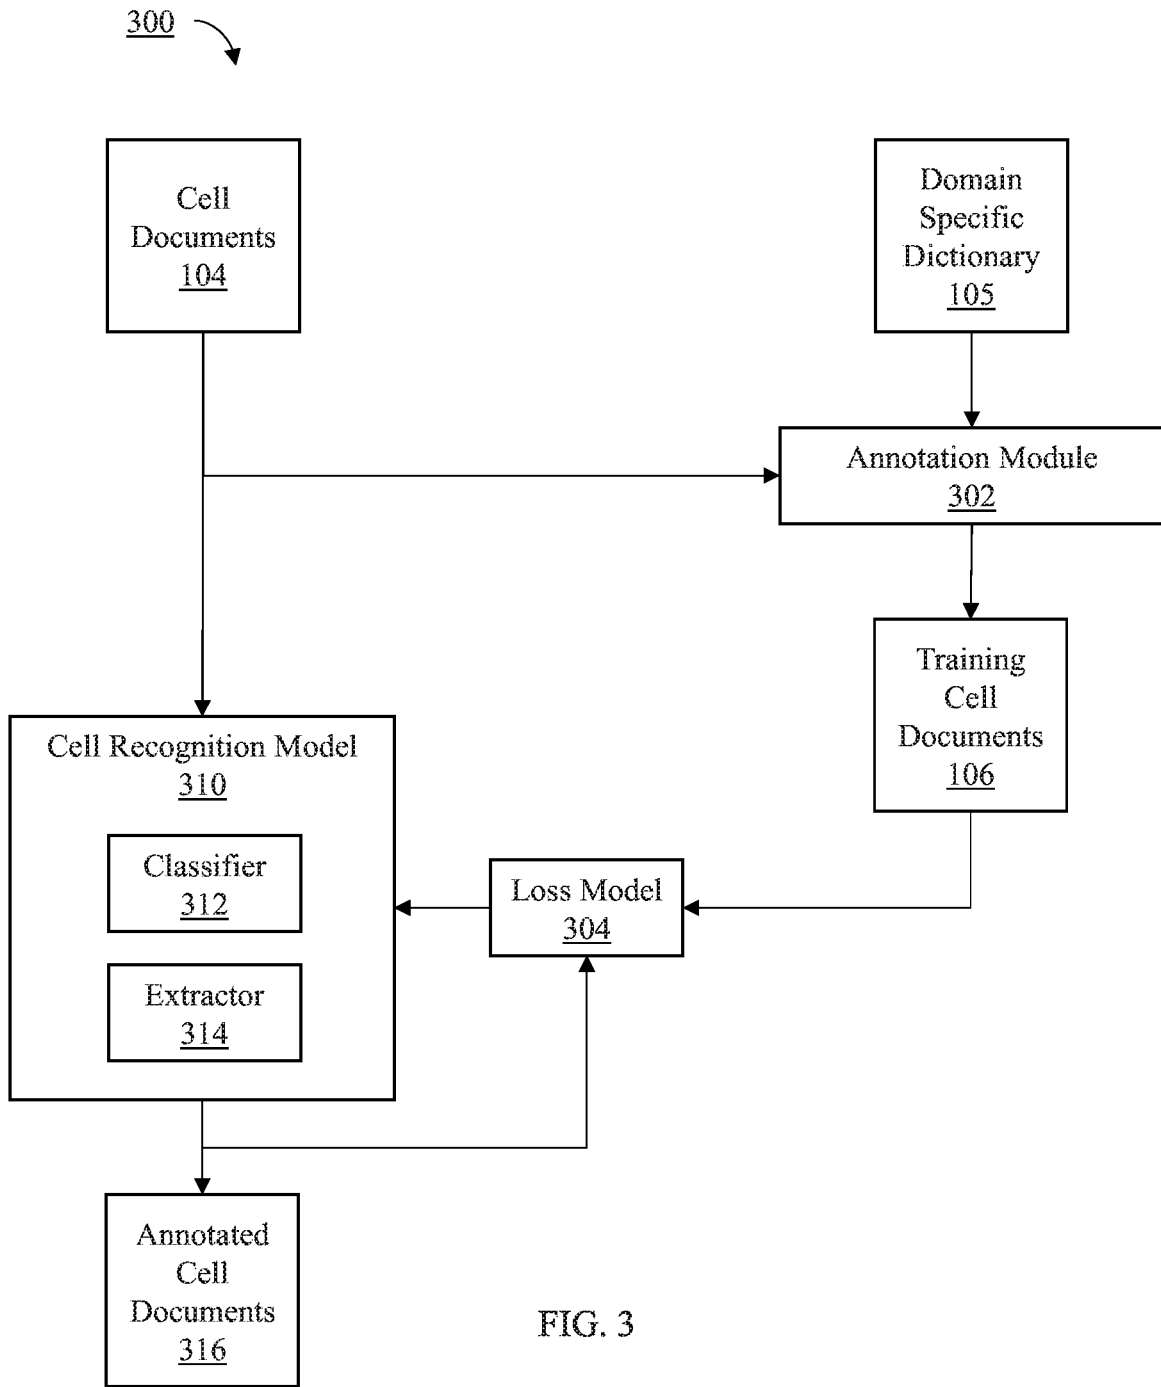 300
Cell
Documents
104
Domain
Specific
Dictionary
105
Annotation Module
302
Training
Cell
Documents
106
Cell Recognition Model
310
Classifier
312
Loss Model
304
Extractor
314
Annotated
Cell
Documents
316
FIG. 3